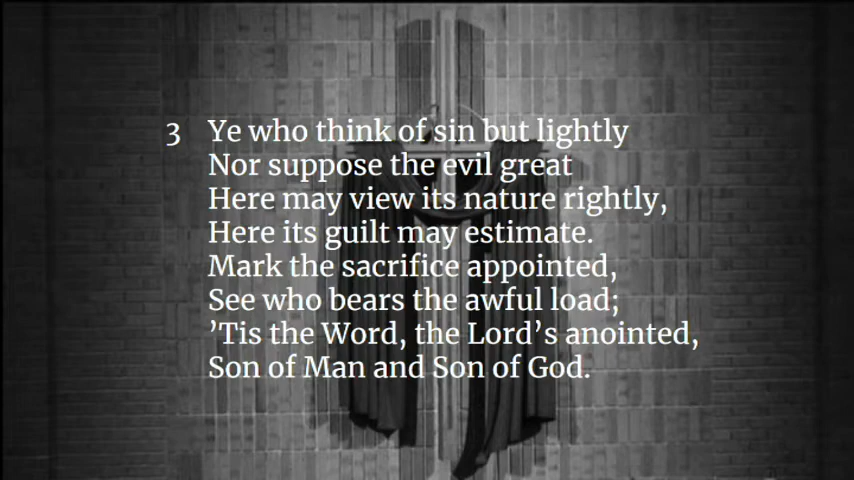 3 Ye who think of sin but lightly
Nor suppose the evil great
Here may view its nature rightly,
Here its guilt may estimate.
Mark the sacrifice appointed,
See who bears the awful load;
’Tis the Word, the Lord’s anointed,
Son of Man and Son of God.